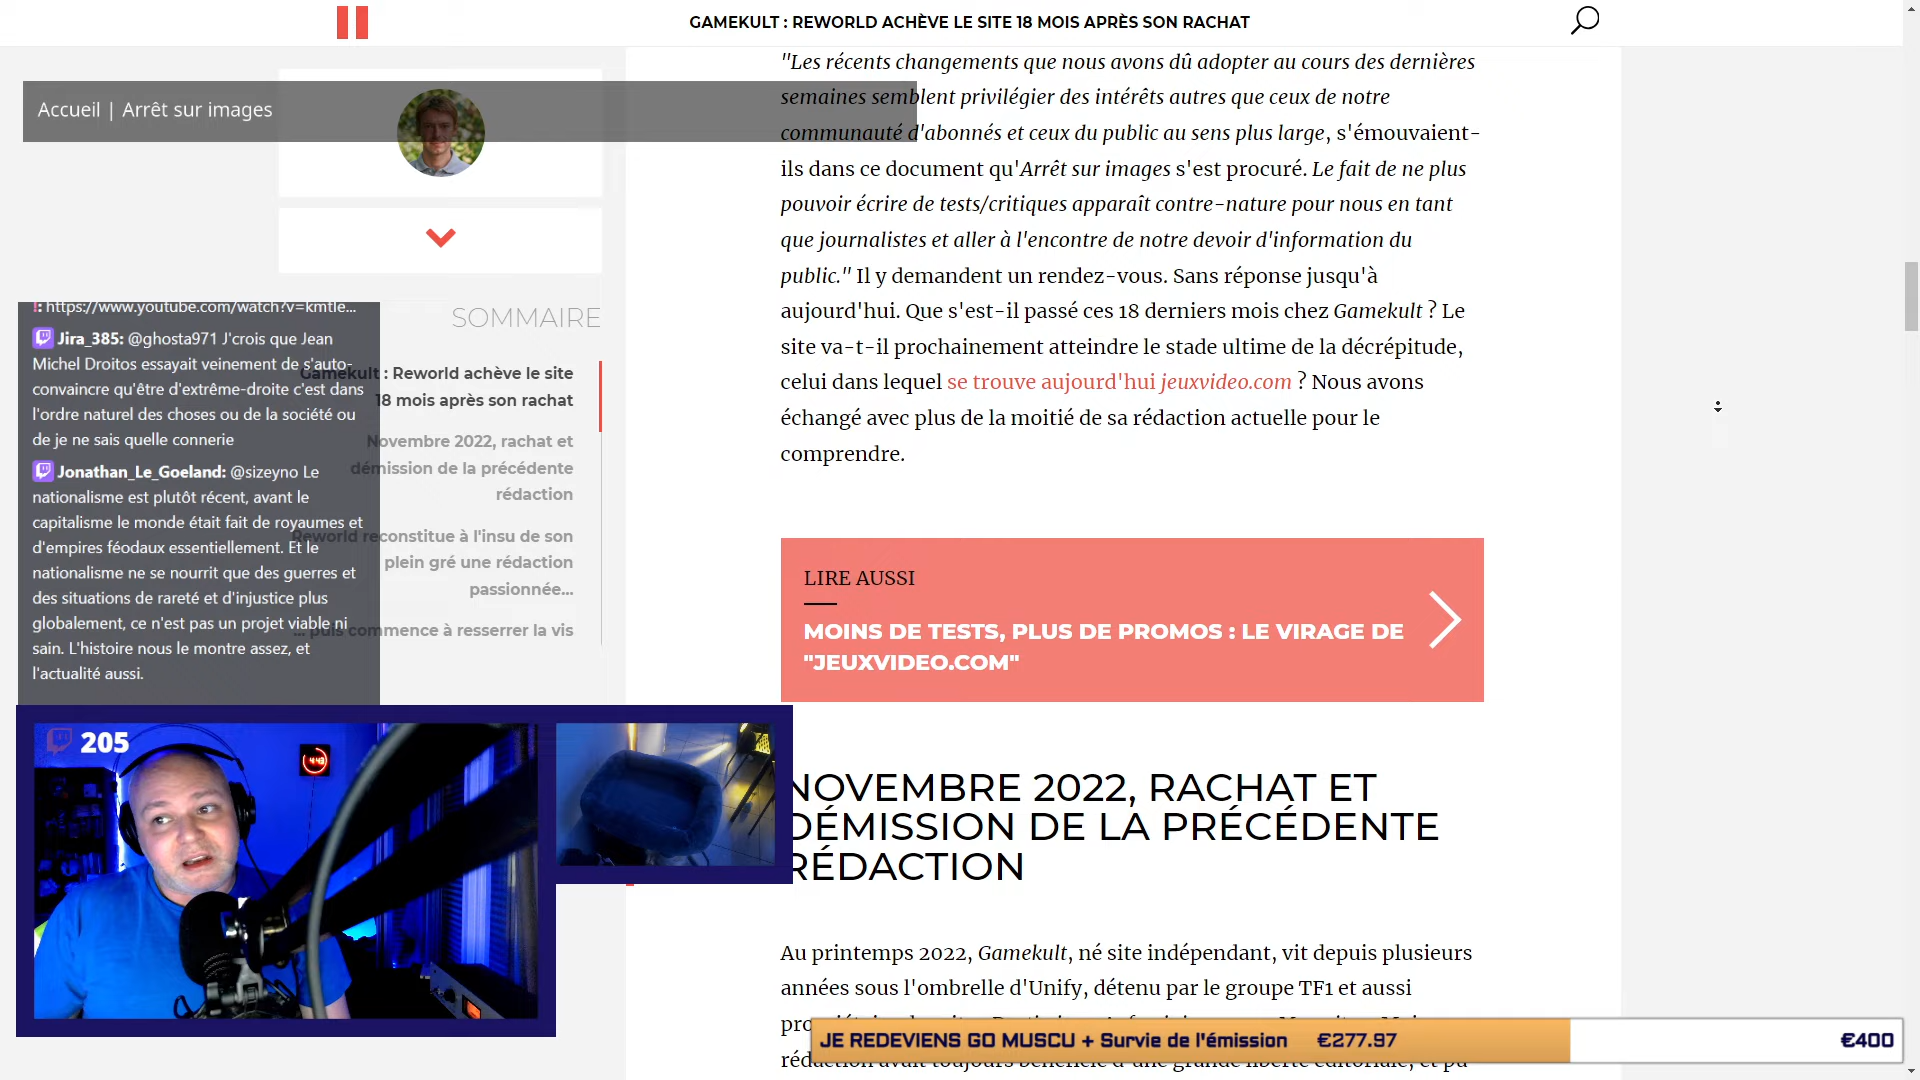 GAMEKULT : REWORLD ACHÈVE LE SITE 18 MOIS APRÈS SON RACHAT
Accueil | Arrêt sur images
"Les récents changements que nous avons dû adopter au cours des dernières
semaines semblent privilégier des intérêts autres que ceux de notre
communauté d'abonnés et ceux du public au sens plus large, s'émouvaient-
ils dans ce document qu'Arrêt sur images s'est procuré. Le fait de ne plus
pouvoir écrire de tests/critiques apparaît contre-nature pour nous en tant
que journalistes et aller à l'encontre de notre devoir d'information du
public." Il y demandent un rendez-vous. Sans réponse jusqu'à
aujourd'hui. Que s'est-il passé ces 18 derniers mois chez Gamekult ? Le
site va-t-il prochainement atteindre le stade ultime de la décrépitude,
celui dans lequel se trouve aujourd'hui jeuxvideo.com ? Nous avons
échangé avec plus de la moitié de sa rédaction actuelle pour le
comprendre.
SOMMAIRE
Gamekult : Reworld achève le site
18 mois après son rachat
Novembre 2022, rachat et
démission de la précédente
rédaction
Reworld reconstitue à l'insu de son
plein gré une rédaction
passionnée...
... puis commence à resserrer la vis
: https://www.youtube.com/watch?v=kmtle...
Jira_385: @ghosta971 J'crois que Jean
Michel Droitos essayait veinement de s'auto-
convaincre qu'être d'extrême-droite c'est dans
l'ordre naturel des choses ou de la société ou
de je ne sais quelle connerie
Jonathan_Le_Goeland: @sizeyno Le
nationalisme est plutôt récent, avant le
capitalisme le monde était fait de royaumes et
d'empires féodaux essentiellement. Et le
nationalisme ne se nourrit que des guerres et
des situations de rareté et d'injustice plus
globalement, ce n'est pas un projet viable ni
sain. L'histoire nous le montre assez, et
l'actualité aussi.
LIRE AUSSI
MOINS DE TESTS, PLUS DE PROMOS : LE VIRAGE DE
"JEUXVIDEO.COM"
205
443
NOVEMBRE 2022, RACHAT ET
DÉMISSION DE LA PRÉCÉDENTE
RÉDACTION
Au printemps 2022, Gamekult, né site indépendant, vit depuis plusieurs
années sous l'ombrelle d'Unify, détenu par le groupe TF1 et aussi
JE REDEVIENS GO MUSCU + Survie de l'émission €277.97 €400